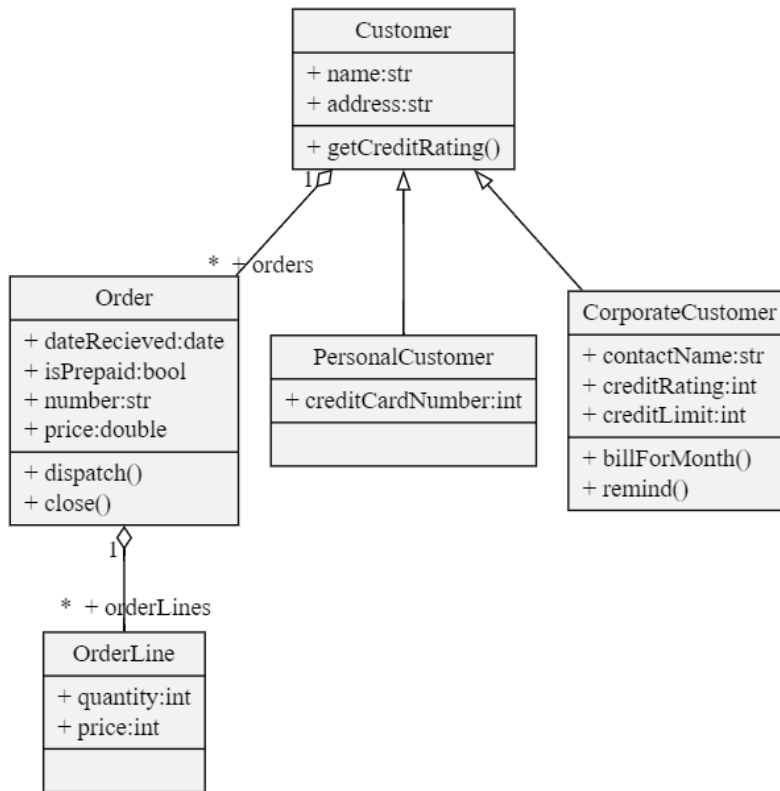 Customer
+ name:str
+ address:str
+ getCreditRating()
1
* + orders
Order
+ dateRecieved:date
+ isPrepaid:bool
+ number:str
+ price:double
+ dispatch()
+ close()
PersonalCustomer
+ creditCardNumber:int
CorporateCustomer
+ contactName:str
+ creditRating:int
+ creditLimit:int
+ billForMonth()
+ remind()
1
* + orderLines
OrderLine
+ quantity:int
+ price:int